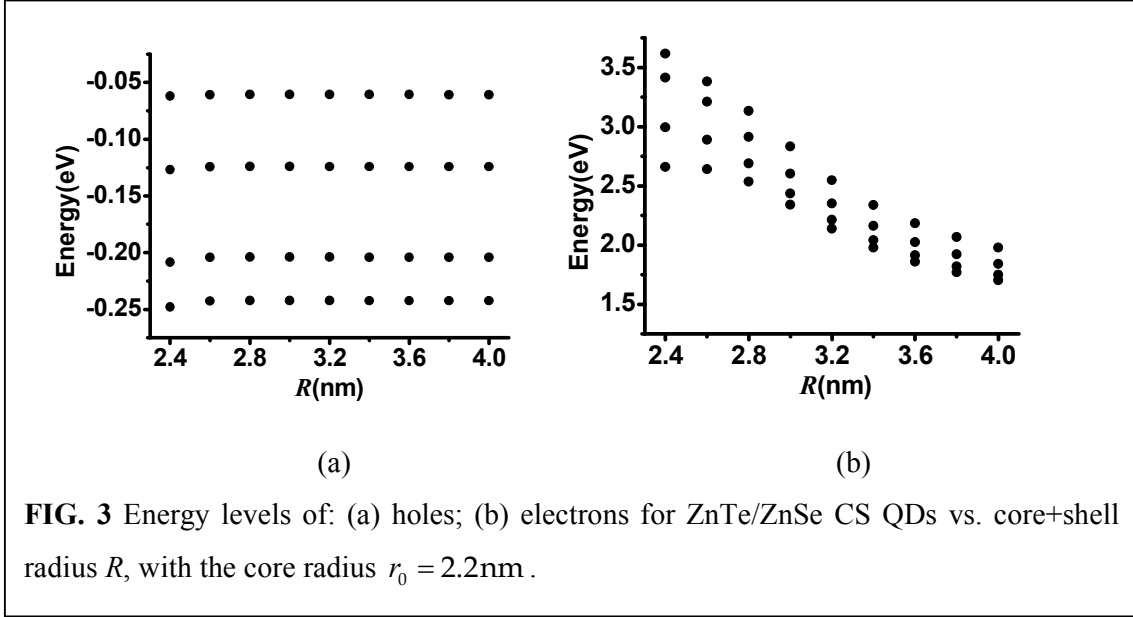 -0.05
-0.10
-0.15
-0.20
-0.25
Energy(eV)
2.4 2.8 3.2 3.6 4.0
R(nm)
(a)
3.5
3.0
2.5
2.0
1.5
Energy(eV)
2.4 2.8 3.2 3.6 4.0
R(nm)
(b)
FIG. 3 Energy levels of: (a) holes; (b) electrons for ZnTe/ZnSe CS QDs vs. core+shell
radius R, with the core radius r₀ = 2.2nm .